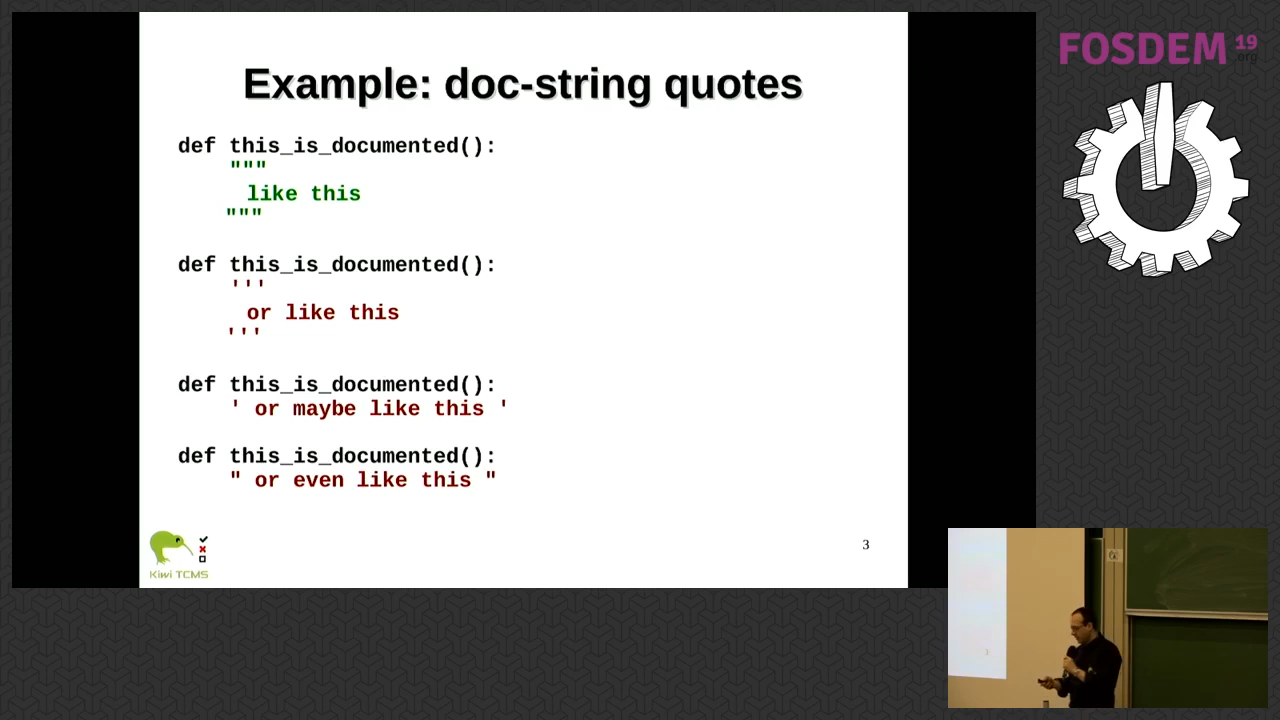 FOSDEM 19
.org
Example: doc-string quotes
def this_is_documented():
"""
like this
"""
def this_is_documented():
'''
or like this
'''
def this_is_documented():
' or maybe like this '
def this_is_documented():
" or even like this "
Kiwi TCMS
3